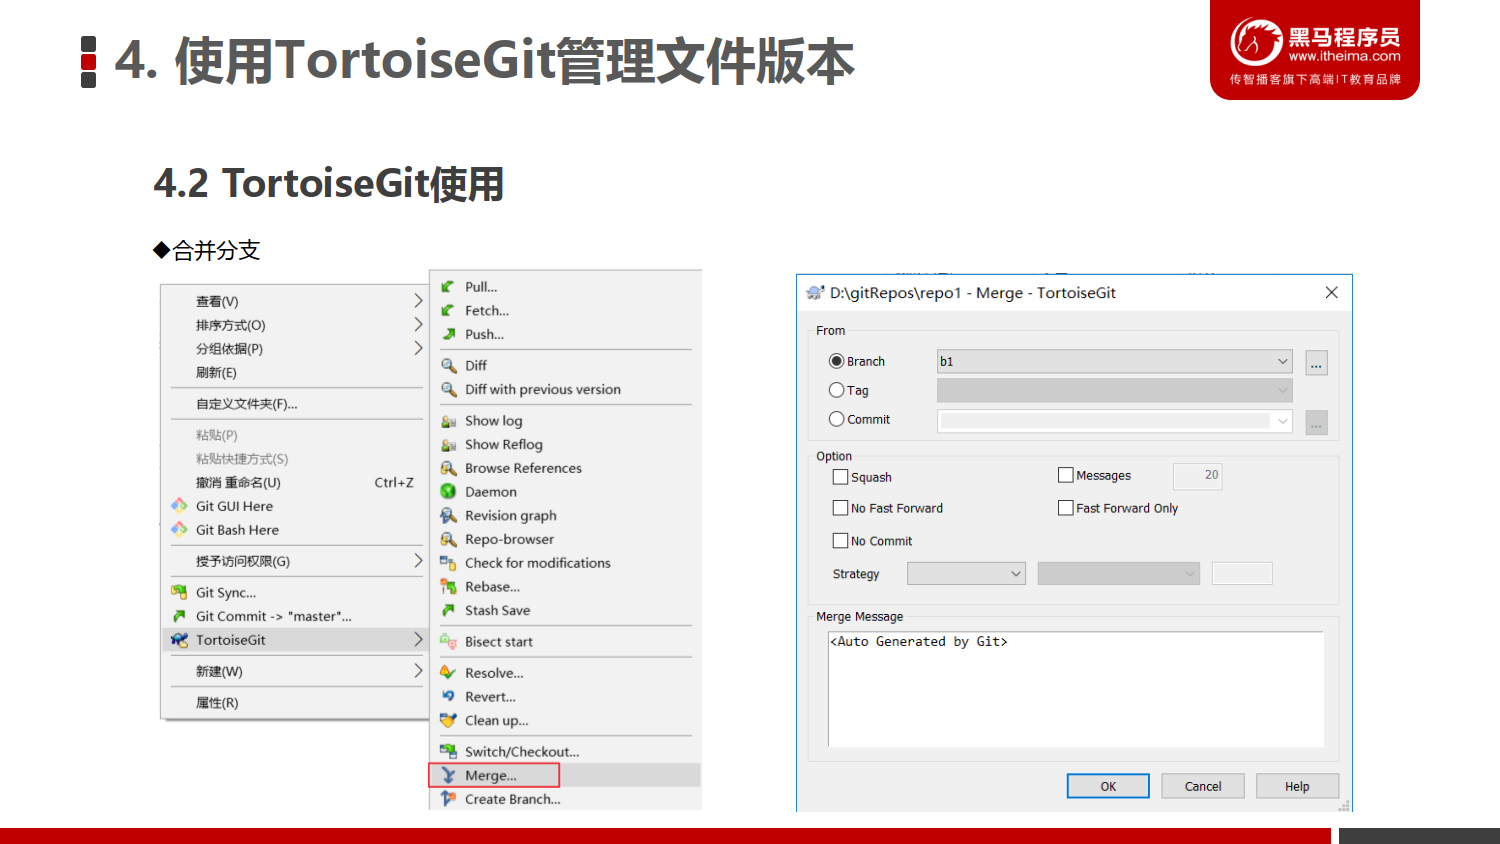 4. 使用TortoiseGit管理文件版本
黑马程序员
www.itheima.com
传智播客旗下高端IT教育品牌
4.2 TortoiseGit使用
◆合并分支
查看(V)
排序方式(O)
分组依据(P)
刷新(E)
自定义文件夹(F)...
粘贴(P)
粘贴快捷方式(S)
撤消 重命名(U) Ctrl+Z
Git GUI Here
Git Bash Here
授予访问权限(G)
Git Sync...
Git Commit -> "master"...
TortoiseGit
新建(W)
属性(R)
Pull...
Fetch...
Push...
Diff
Diff with previous version
Show log
Show Reflog
Browse References
Daemon
Revision graph
Repo-browser
Check for modifications
Rebase...
Stash Save
Bisect start
Resolve...
Revert...
Clean up...
Switch/Checkout...
Merge...
Create Branch...
D:\gitRepos\repo1 - Merge - TortoiseGit
From
Branch b1 ...
Tag
Commit ...
Option
Squash Messages 20
No Fast Forward Fast Forward Only
No Commit
Strategy
Merge Message
<Auto Generated by Git>
OK Cancel Help